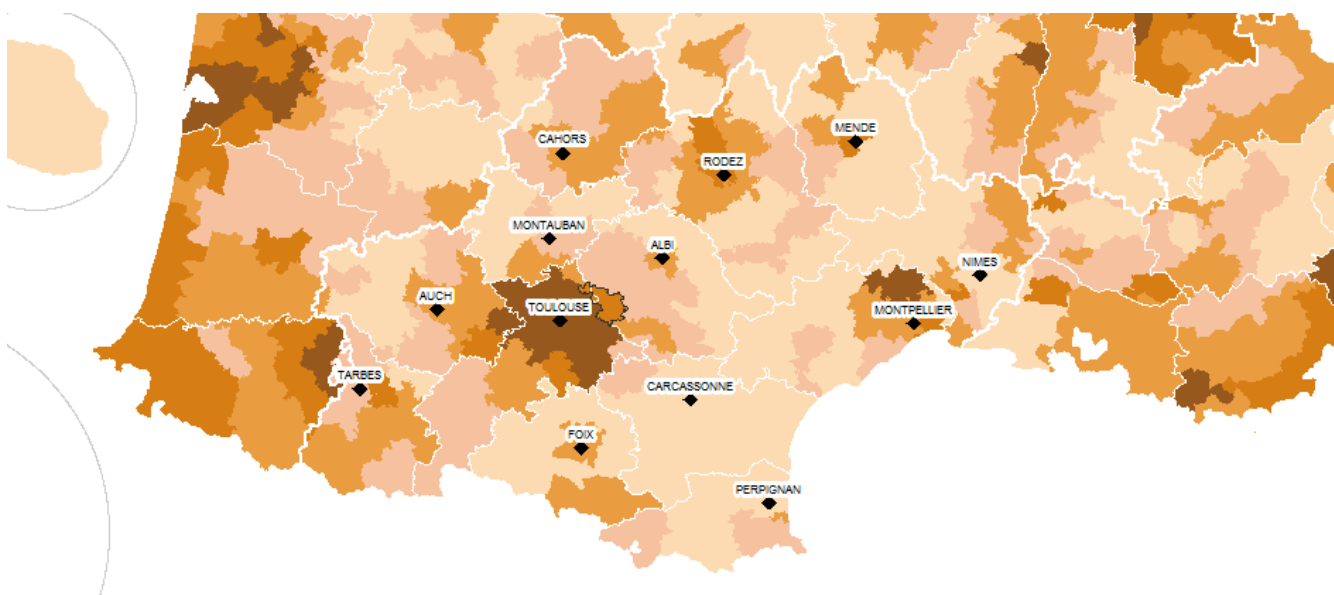 MENDE
CAHORS
RODEZ
MONTAUBAN
ALBI
NIMES
AUCH
TOULOUSE
MONTPELLIER
TARBES
CARCASSONNE
FOIX
PERPIGNAN